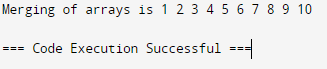 Merging of arrays is 1 2 3 4 5 6 7 8 9 10
=== Code Execution Successful ===